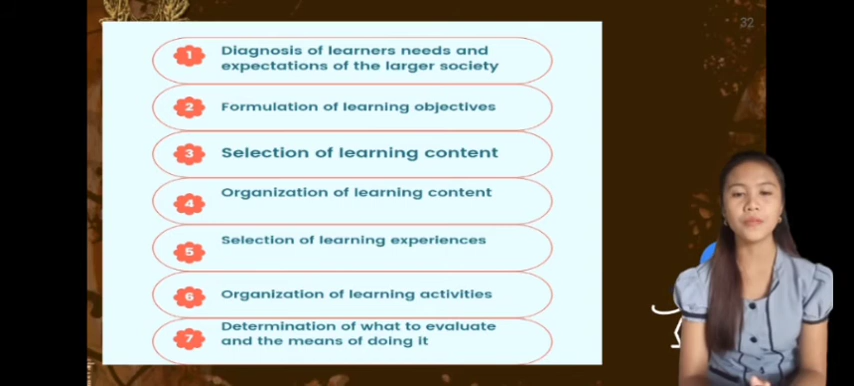 32
1 Diagnosis of learners needs and
expectations of the larger society
2 Formulation of learning objectives
3 Selection of learning content
4 Organization of learning content
5 Selection of learning experiences
6 Organization of learning activities
7 Determination of what to evaluate
and the means of doing it